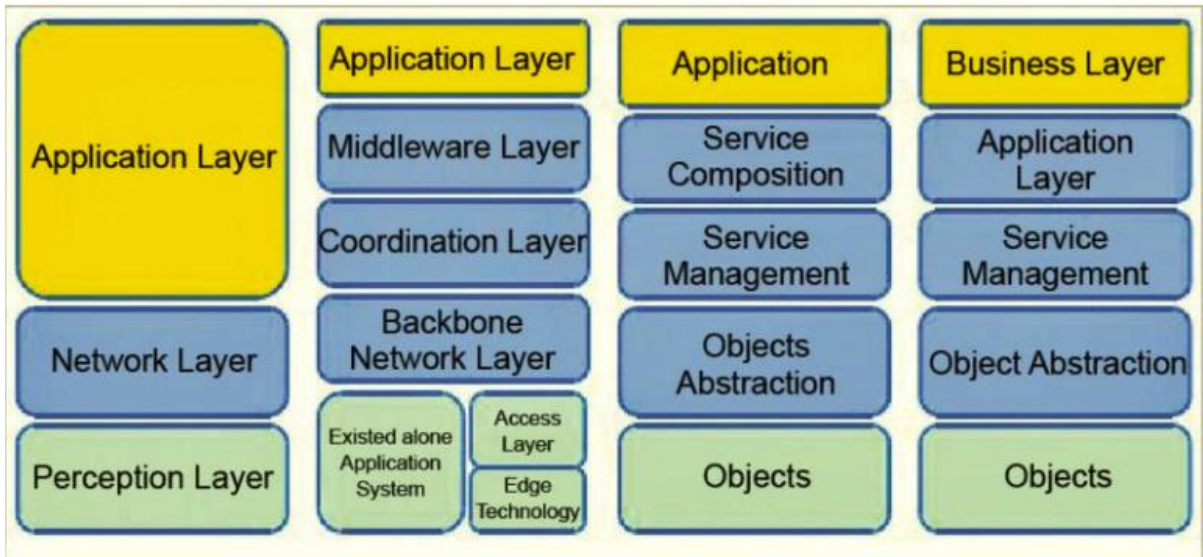 Application Layer
Network Layer
Perception Layer
Application Layer
Middleware Layer
Coordination Layer
Backbone
Network Layer
Existed alone
Application
System
Access
Layer
Edge
Technology
Application
Service
Composition
Service
Management
Objects
Abstraction
Objects
Business Layer
Application
Layer
Service
Management
Object Abstraction
Objects